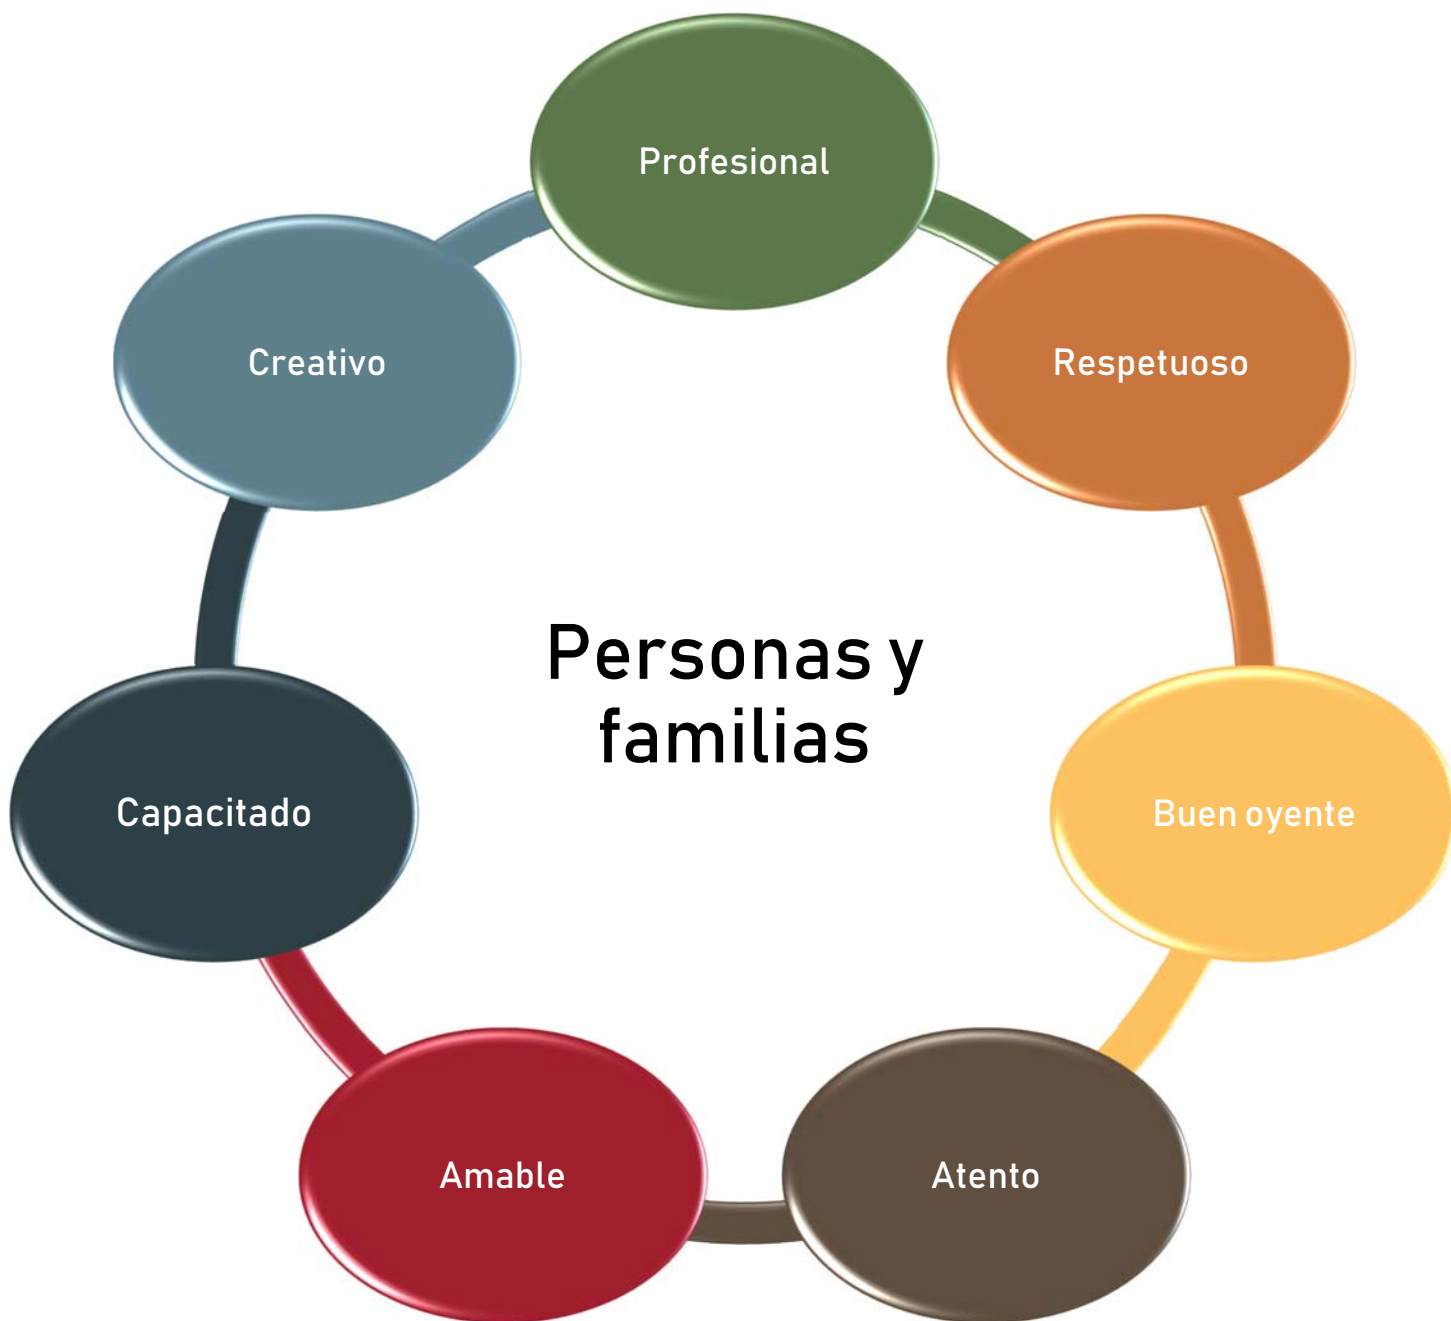 Profesional
Creativo
Respetuoso
Personas y
familias
Capacitado
Buen oyente
Amable
Atento